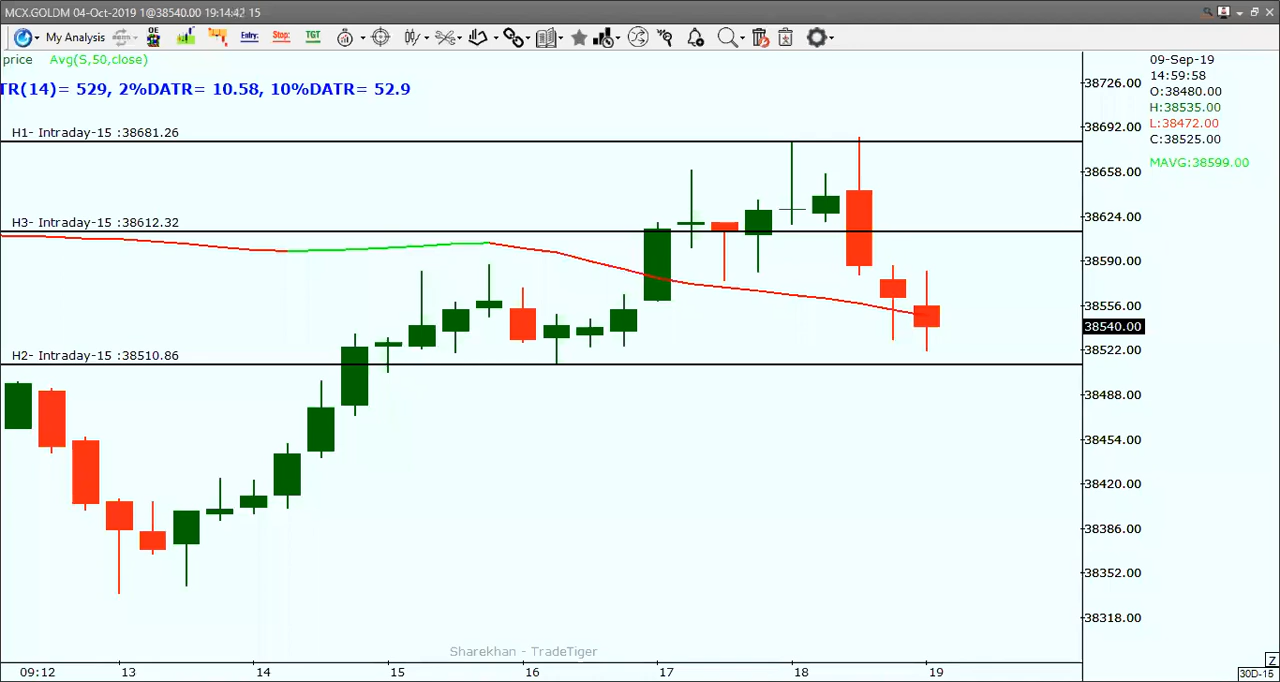 MCX.GOLDM 04-Oct-2019 1@38540.00 19:14:42 15
My Analysis
OE
Entry:
Stop:
TGT
price Avg(S,50,close)
TR(14)= 529, 2%DATR= 10.58, 10%DATR= 52.9
H1- Intraday-15 :38681.26
H3- Intraday-15 :38612.32
H2- Intraday-15 :38510.86
38726.00
38692.00
38658.00
38624.00
38590.00
38556.00
38540.00
38522.00
38488.00
38454.00
38420.00
38386.00
38352.00
38318.00
09-Sep-19
14:59:58
O:38480.00
H:38535.00
L:38472.00
C:38525.00
MAVG:38599.00
Sharekhan - TradeTiger
09:12 13 14 15 16 17 18 19
Z
30D-15